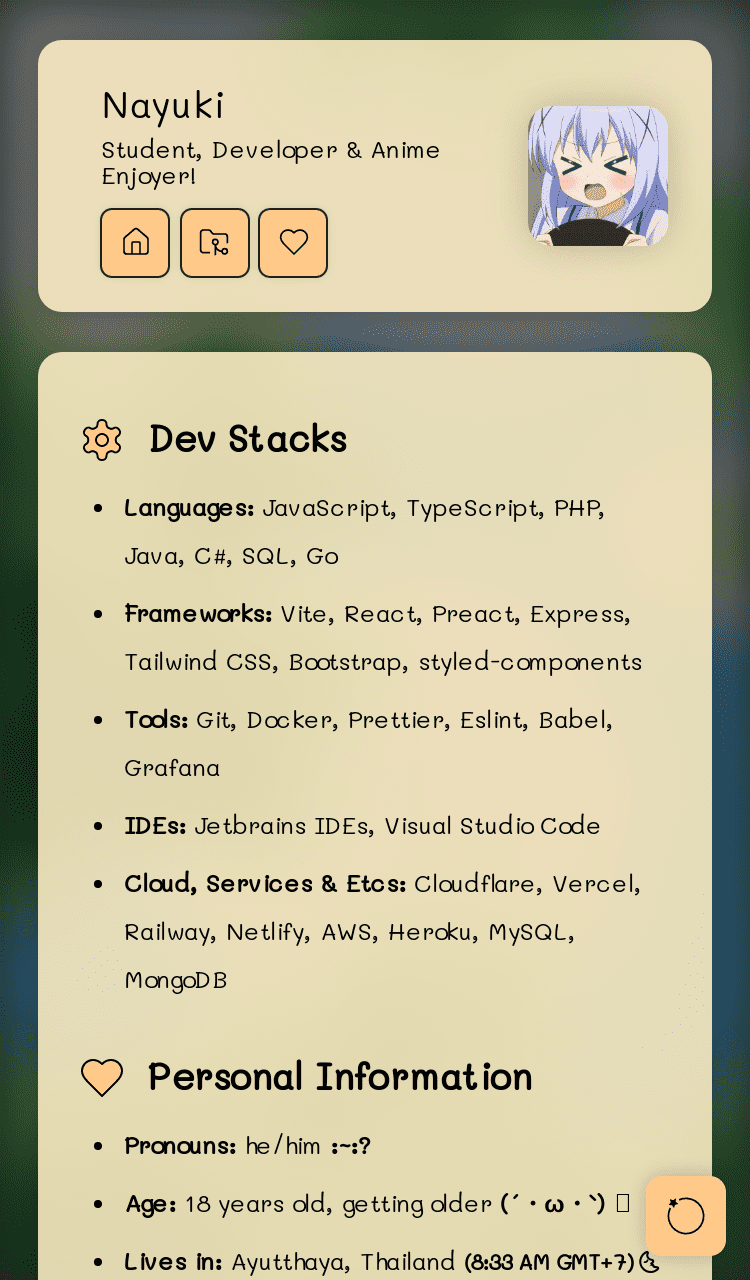 Nayuki
Student, Developer & Anime
Enjoyer!
Dev Stacks
• Languages: JavaScript, TypeScript, PHP,
Java, C#, SQL, Go
• Frameworks: Vite, React, Preact, Express,
Tailwind CSS, Bootstrap, styled-components
• Tools: Git, Docker, Prettier, Eslint, Babel,
Grafana
• IDEs: Jetbrains IDEs, Visual Studio Code
• Cloud, Services & Etcs: Cloudflare, Vercel,
Railway, Netlify, AWS, Heroku, MySQL,
MongoDB
Personal Information
• Pronouns: he/him :~:?
• Age: 18 years old, getting older (´・ω・`)
• Lives in: Ayutthaya, Thailand (8:33 AM GMT+7)